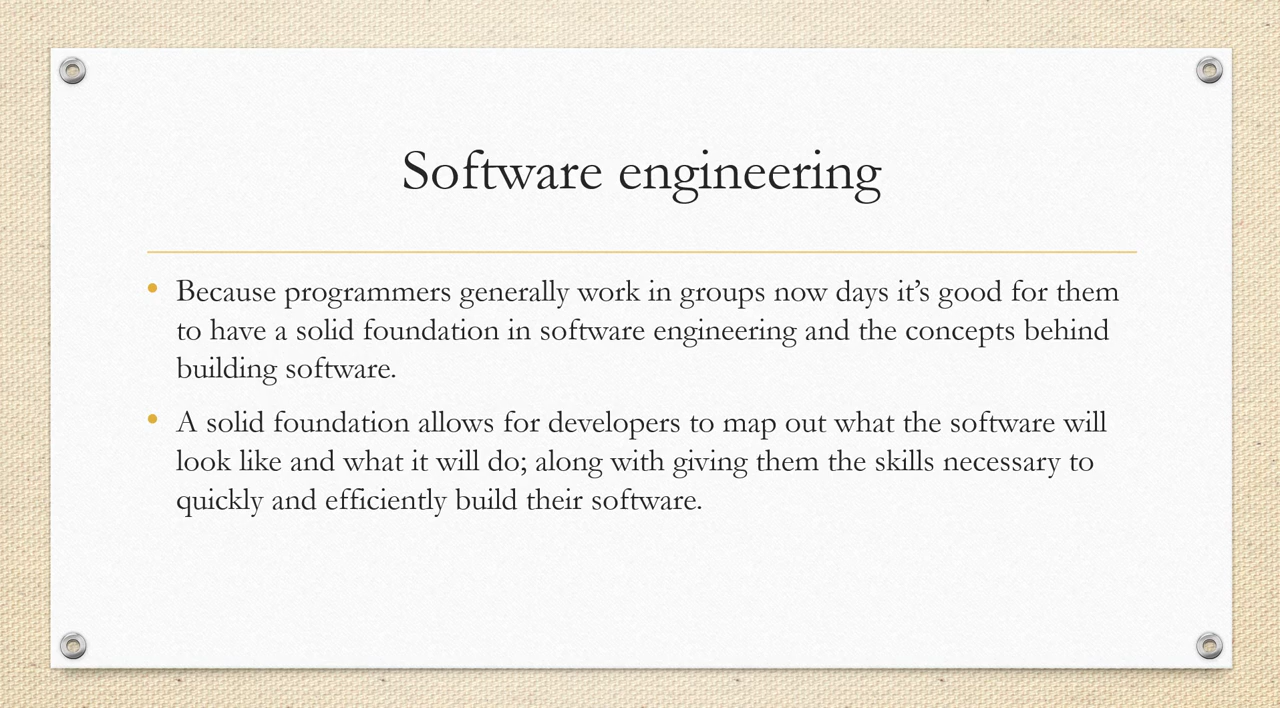 Software engineering
• Because programmers generally work in groups now days it’s good for them
to have a solid foundation in software engineering and the concepts behind
building software.
• A solid foundation allows for developers to map out what the software will
look like and what it will do; along with giving them the skills necessary to
quickly and efficiently build their software.